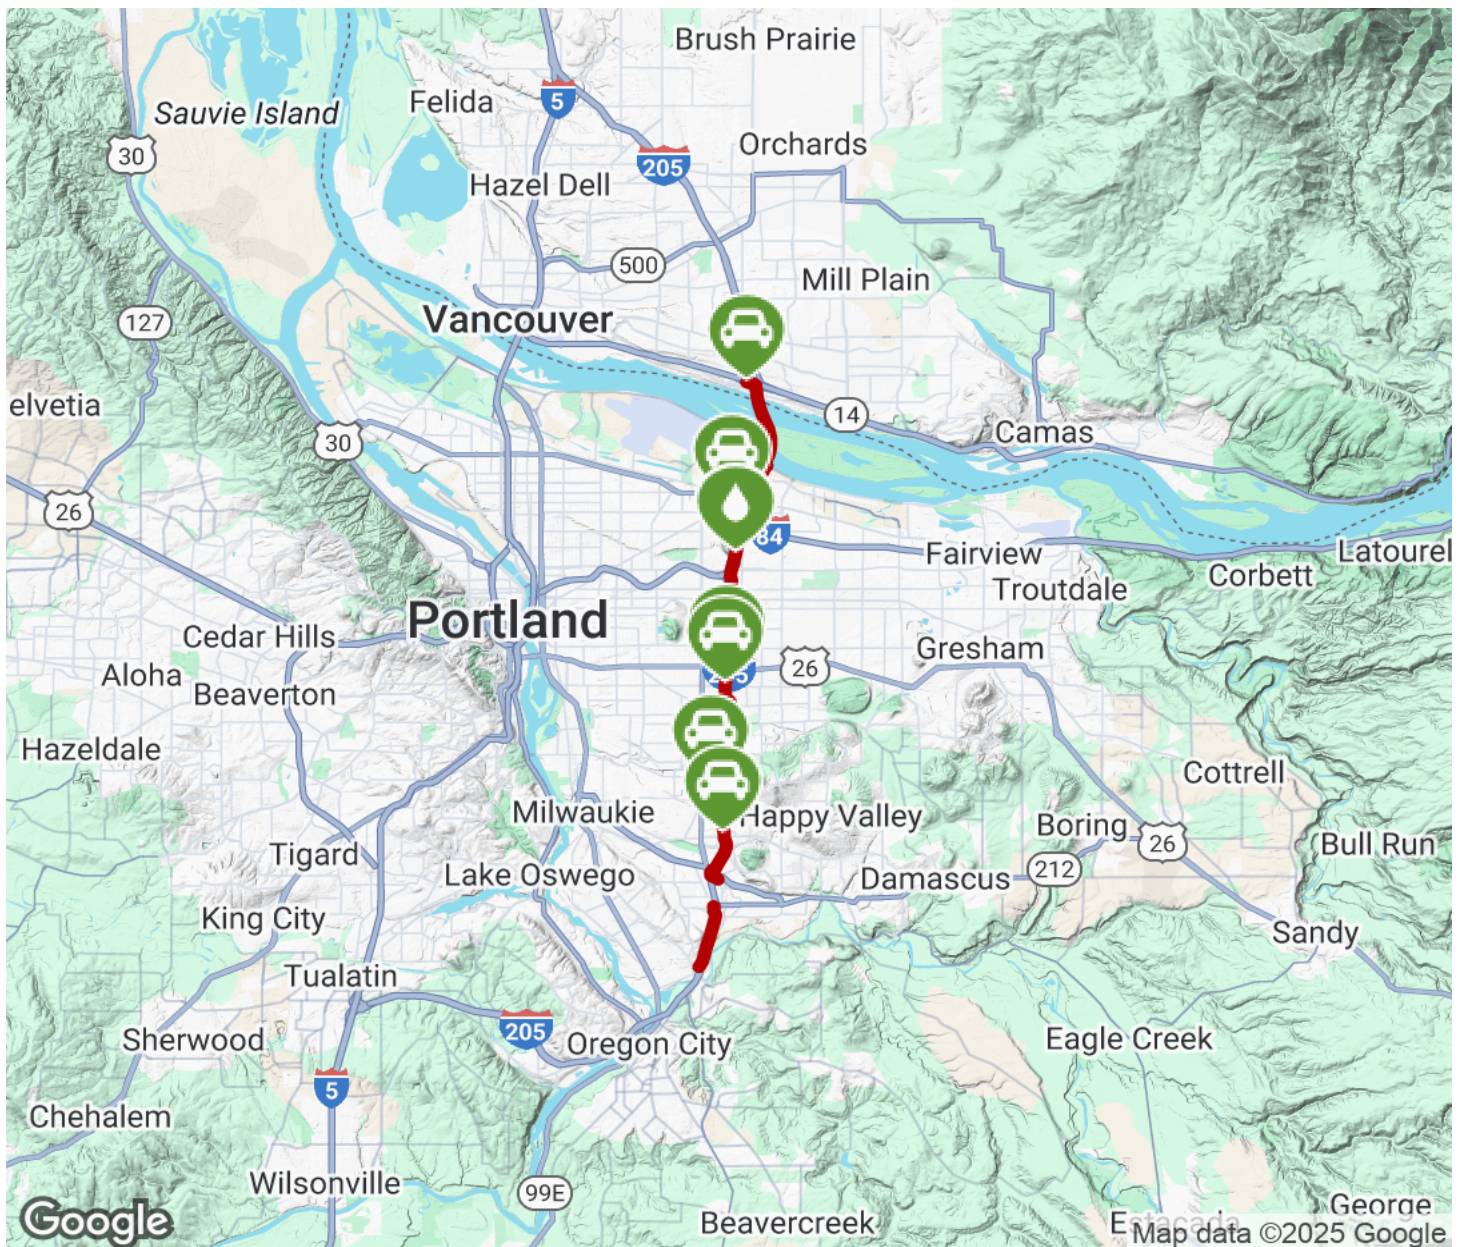 Brush Prairie
Felida
5
Sauvie Island
30
205
Orchards
Hazel Dell
500
Mill Plain
127
Vancouver
elvetia
14
30
Camas
26
84
Fairview
Latourel
Corbett
Troutdale
Portland
Cedar Hills
Gresham
26
Aloha
Beaverton
Hazeldale
Cottrell
Milwaukie
Happy Valley
Boring
26
Bull Run
Tigard
Lake Oswego
Damascus
212
King City
Sandy
Tualatin
205
Sherwood
Oregon City
Eagle Creek
5
Chehalem
Wilsonville
99E
George
Google
Beavercreek
Estacada
Map data ©2025 Google